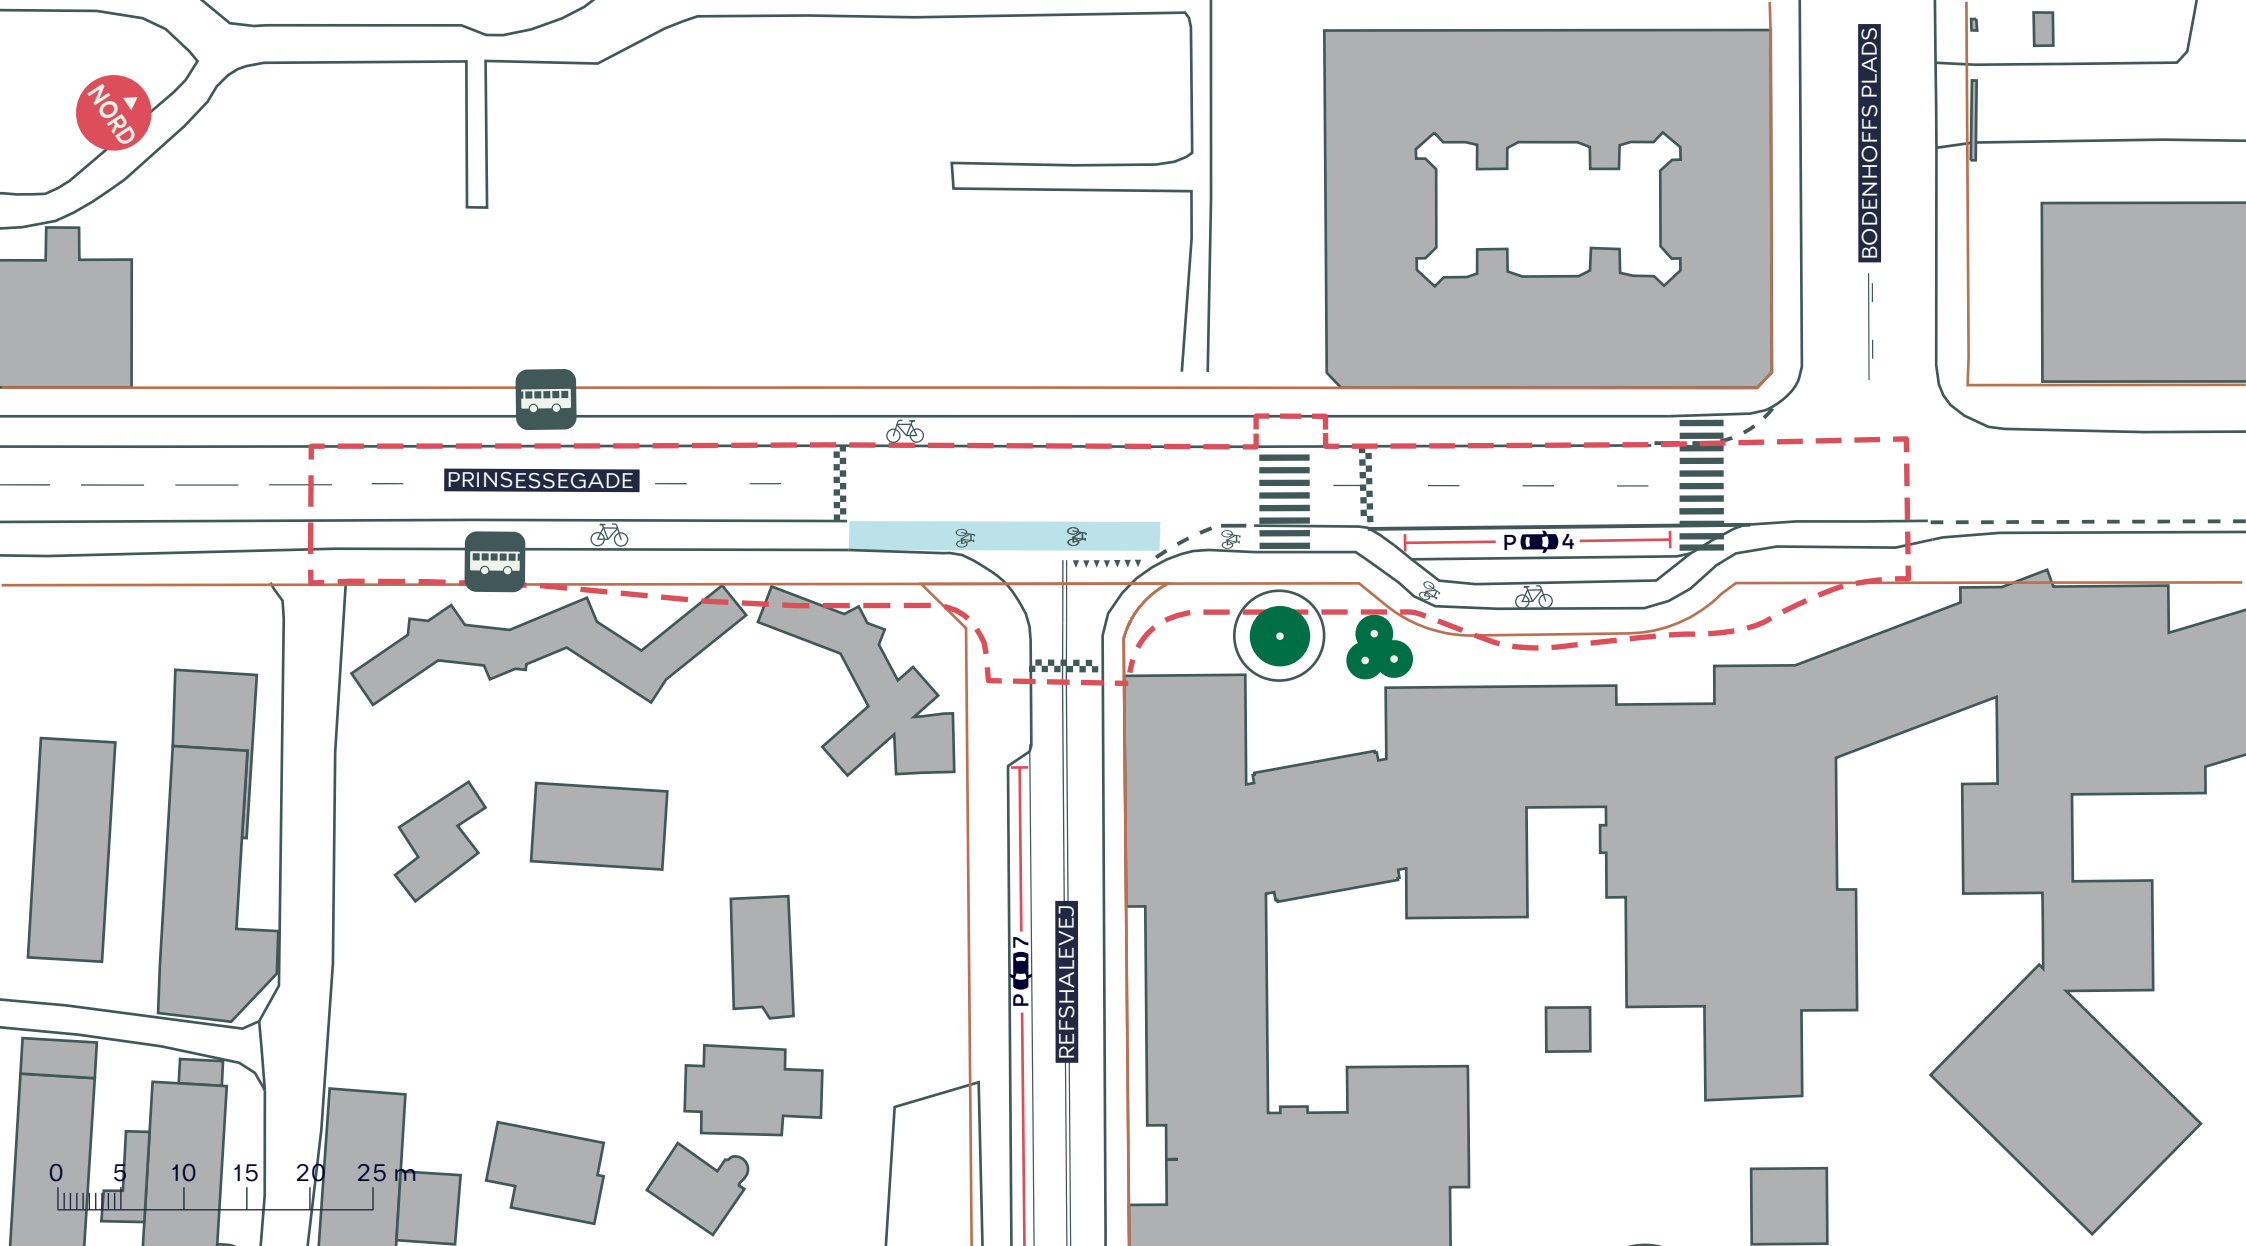 NORD
BODENHOFFS PLADS
PRINSESSEGADE
P 4
P 7
REFSHALEVEJ
0 5 10 15 20 25 m